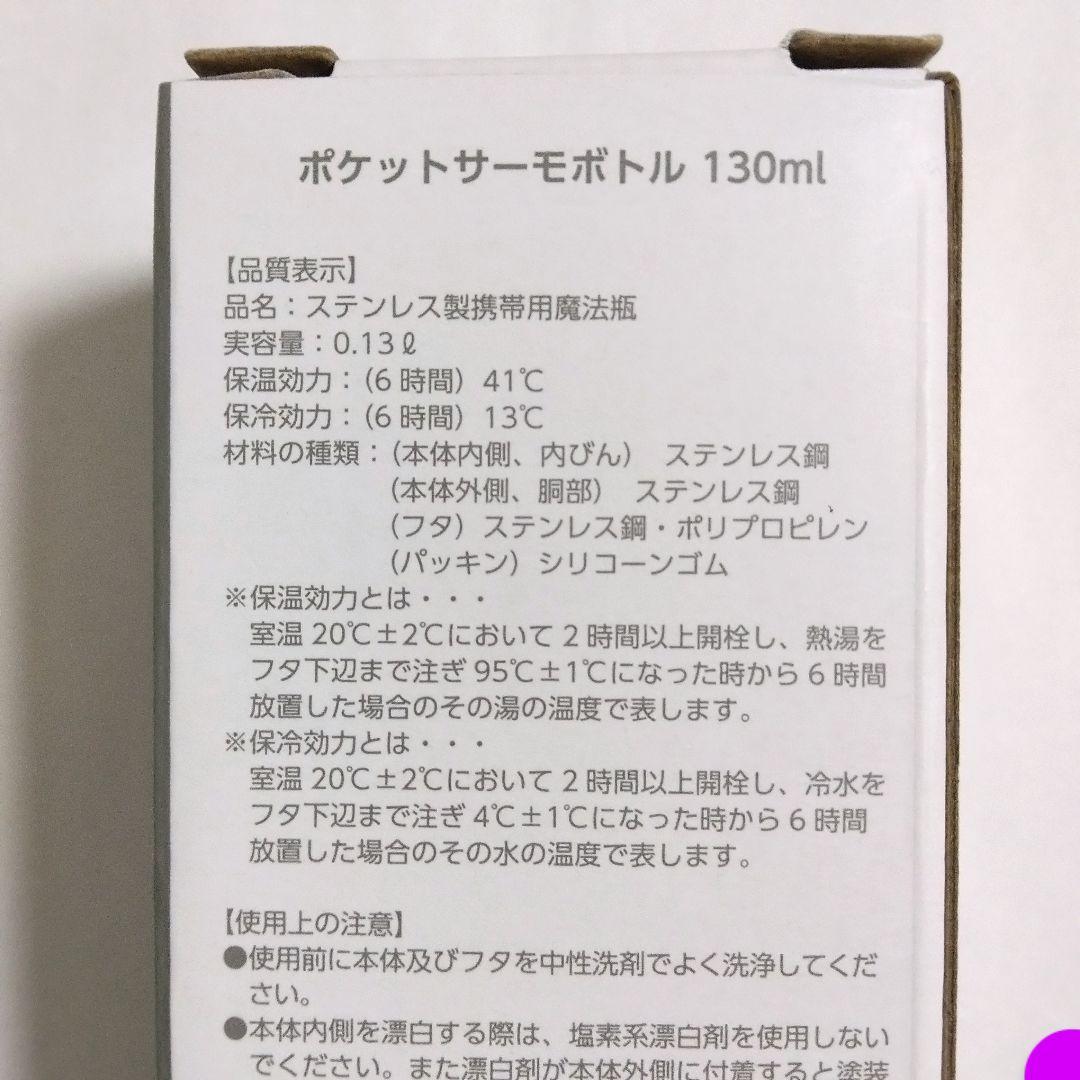 ポケットサーモボトル 130ml
【品質表示】
品名：ステンレス製携帯用魔法瓶
実容量：0.13ℓ
保温効力：（6 時間）41℃
保冷効力：（6 時間）13℃
材料の種類：（本体内側、内びん） ステンレス鋼
（本体外側、胴部） ステンレス鋼
（フタ）ステンレス鋼・ポリプロピレン
（パッキン）シリコーンゴム
※保温効力とは・・・
室温 20℃±2℃において 2 時間以上開栓し、熱湯を
フタ下辺まで注ぎ 95℃±1℃になった時から 6 時間
放置した場合のその湯の温度で表します。
※保冷効力とは・・・
室温 20℃±2℃において 2 時間以上開栓し、冷水を
フタ下辺まで注ぎ 4℃±1℃になった時から 6 時間
放置した場合のその水の温度で表します。
【使用上の注意】
●使用前に本体及びフタを中性洗剤でよく洗浄してくだ
さい。
●本体内側を漂白する際は、塩素系漂白剤を使用しない
でください。また漂白剤が本体外側に付着すると塗装